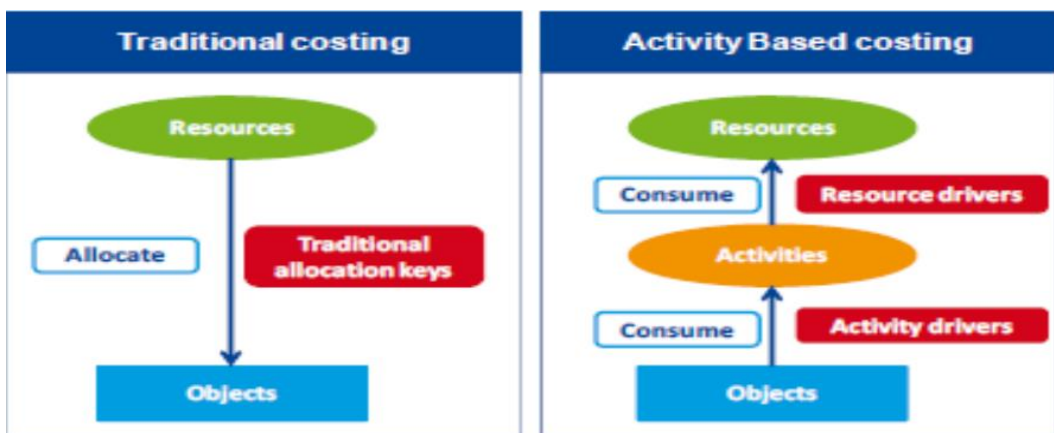 Traditional costing
Resources
Allocate
Traditional
allocation keys
Objects
Activity Based costing
Resources
Consume
Resource drivers
Activities
Consume
Activity drivers
Objects